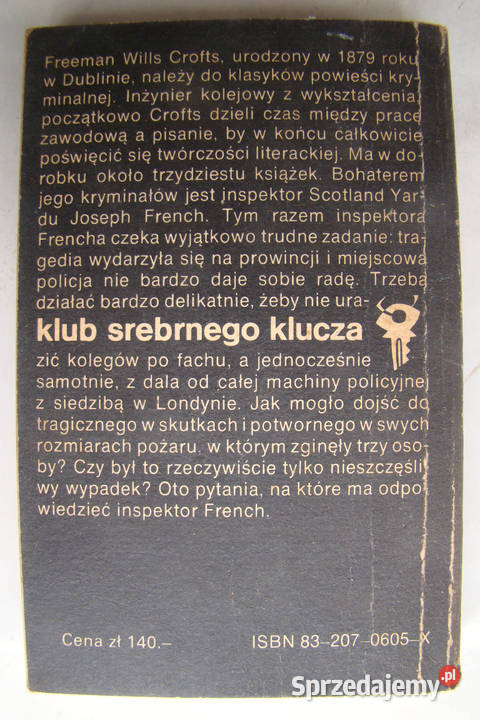 Freeman Wills Crofts, urodzony w 1879 roku
w Dublinie, należy do klasyków powieści kry-
minalnej. Inżynier kolejowy z wykształcenia,
początkowo Crofts dzieli czas między pracę
zawodową a pisanie, by w końcu całkowicie
poświęcić się twórczości literackiej. Ma w do-
robku około trzydziestu książek. Bohaterem
jego kryminałów jest inspektor Scotland Yar-
du Joseph French. Tym razem inspektora
Frencha czeka wyjątkowo trudne zadanie: tra-
gedia wydarzyła się na prowincji i miejscowa
policja nie bardzo daje sobie radę. Trzeba
działać bardzo delikatnie, żeby nie ura-
klub srebrnego klucza
zić kolegów po fachu, a jednocześnie
samotnie, z dala od całej machiny policyjnej
z siedzibą w Londynie. Jak mogło dojść do
tragicznego w skutkach i potwornego w swych
rozmiarach pożaru, w którym zginęły trzy oso-
by? Czy był to rzeczywiście tylko nieszczęśli
wy wypadek? Oto pytania, na które ma odpo
wiedzieć inspektor French.
Cena zł 140.-
ISBN 83-207-0605-X
Sprzedajemy.pl